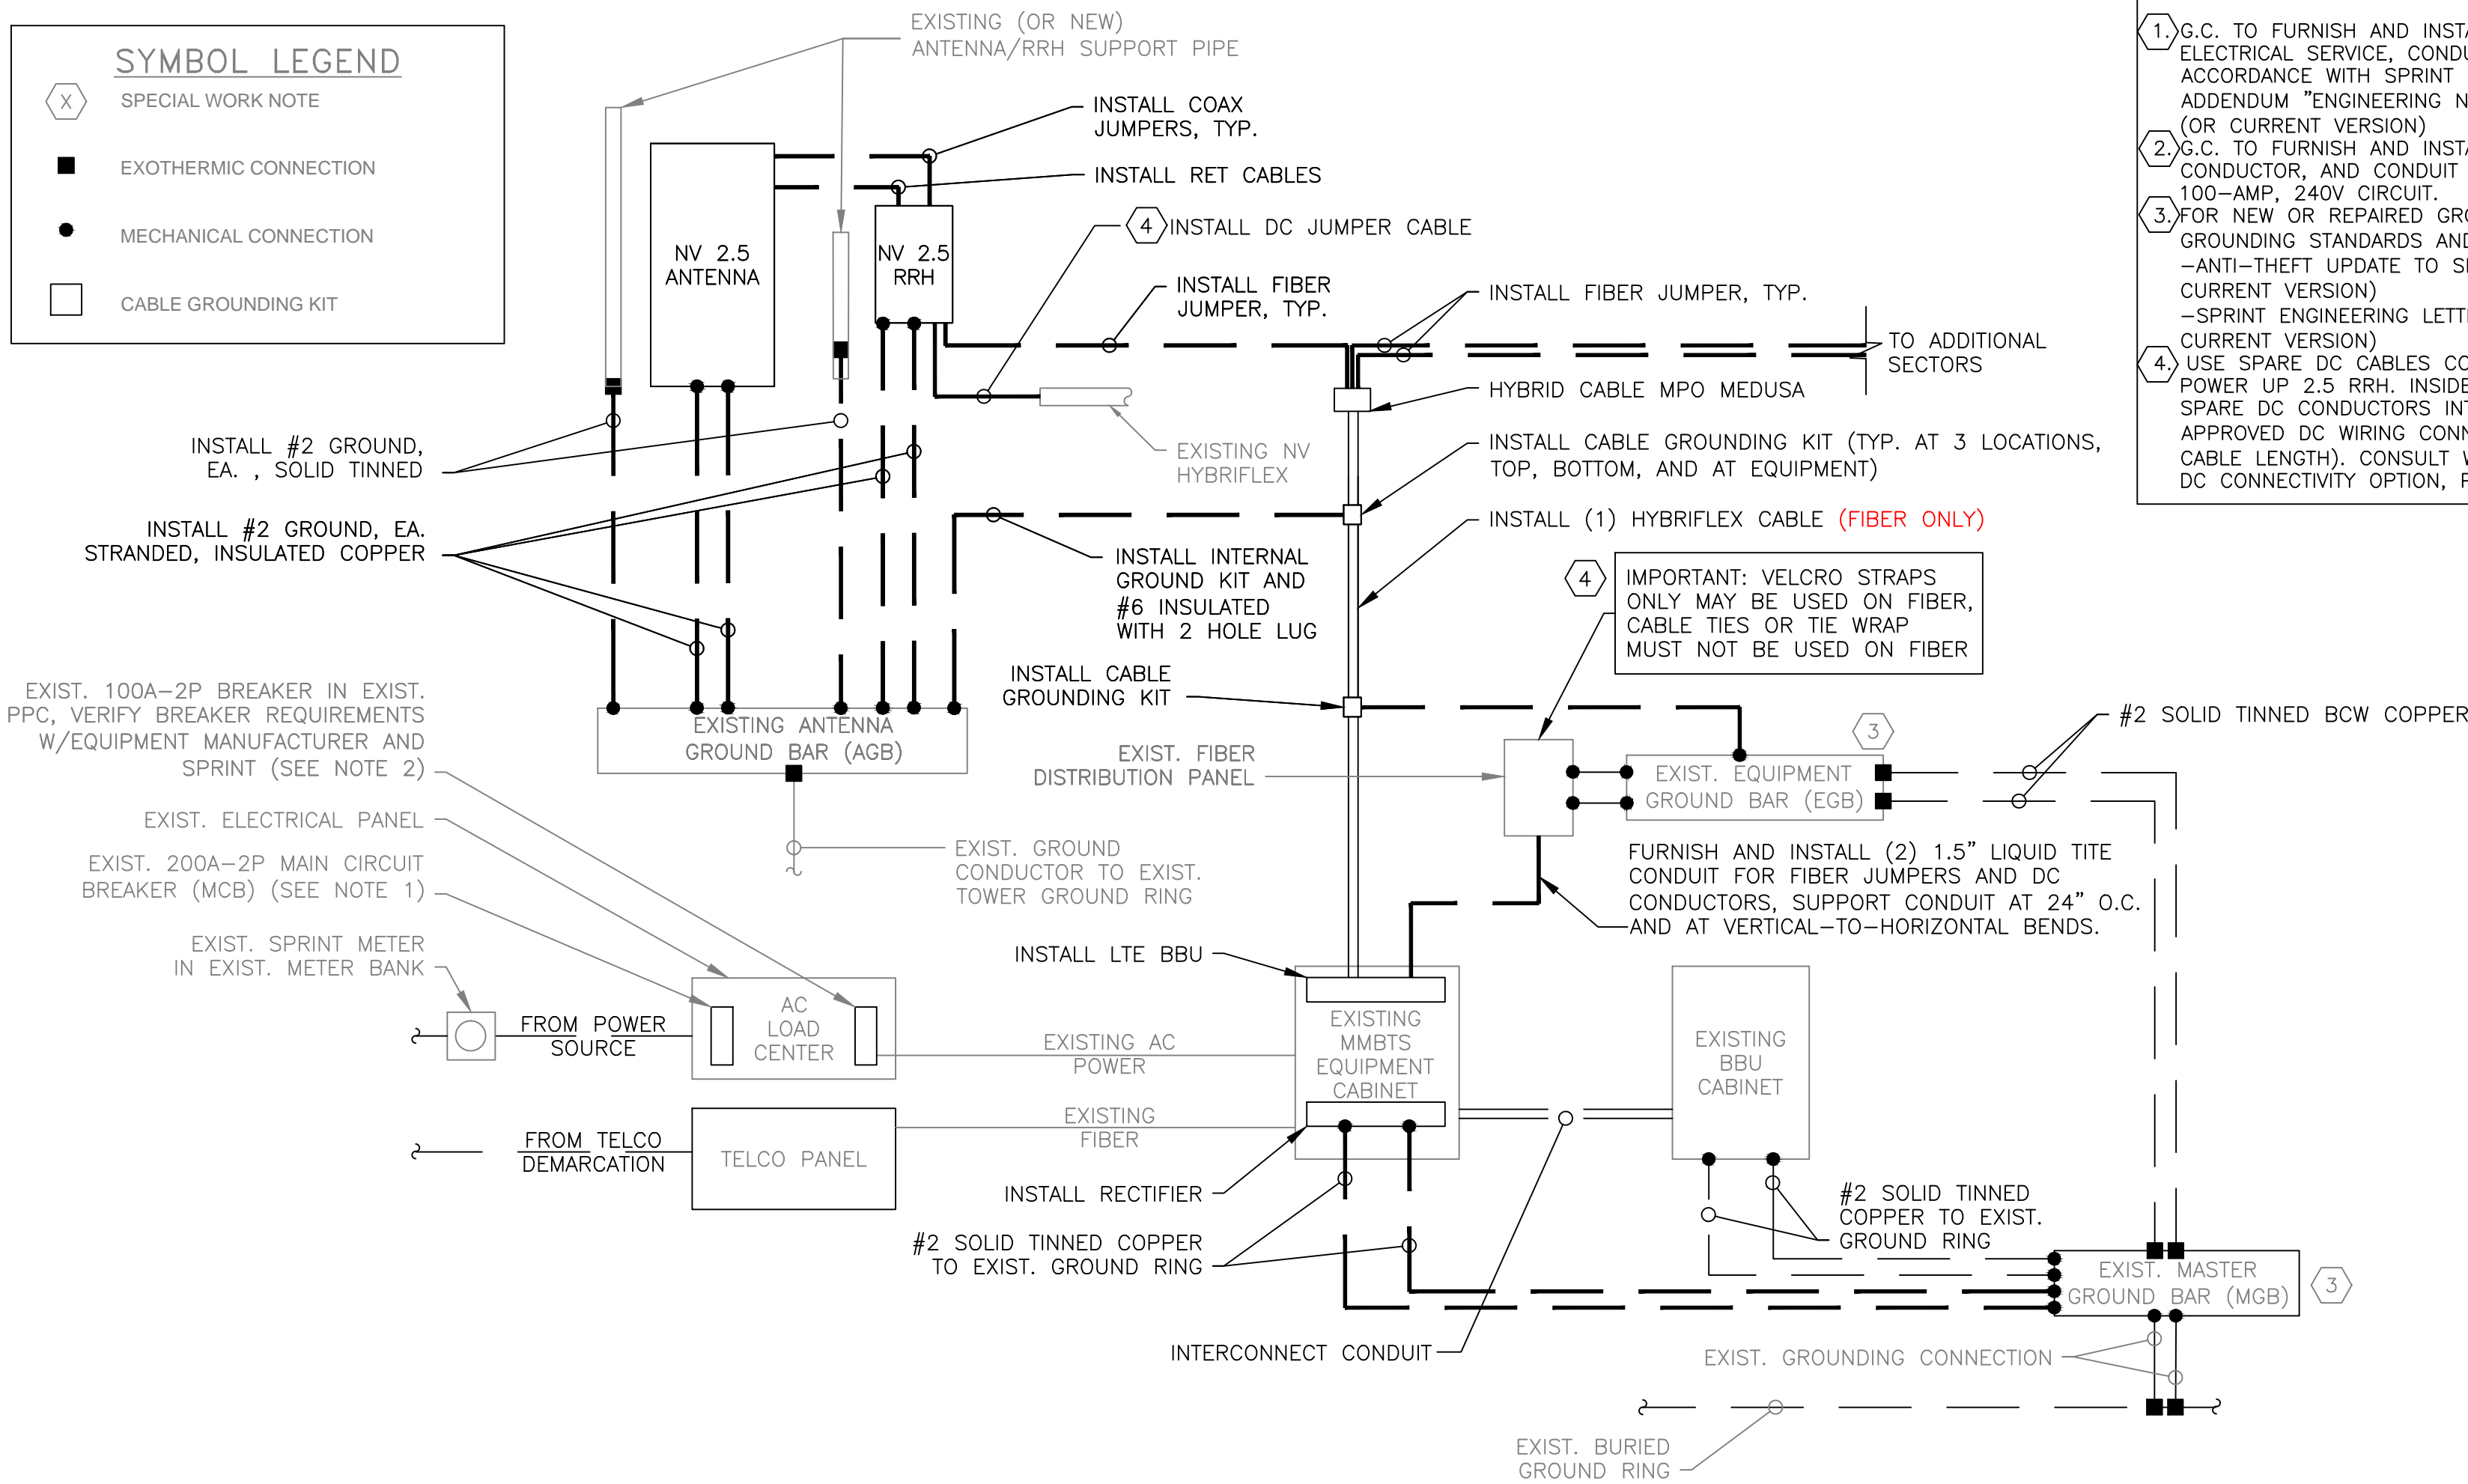 SYMBOL LEGEND
X
SPECIAL WORK NOTE
EXOTHERMIC CONNECTION
MECHANICAL CONNECTION
CABLE GROUNDING KIT
EXISTING (OR NEW)
ANTENNA/RRH SUPPORT PIPE
INSTALL COAX
JUMPERS, TYP.
INSTALL RET CABLES
4
INSTALL DC JUMPER CABLE
NV 2.5
ANTENNA
NV 2.5
RRH
INSTALL FIBER
JUMPER, TYP.
INSTALL FIBER JUMPER, TYP.
TO ADDITIONAL
SECTORS
HYBRID CABLE MPO MEDUSA
EXISTING NV
HYBRIFLEX
INSTALL CABLE GROUNDING KIT (TYP. AT 3 LOCATIONS,
TOP, BOTTOM, AND AT EQUIPMENT)
INSTALL (1) HYBRIFLEX CABLE (FIBER ONLY)
INSTALL #2 GROUND,
EA. , SOLID TINNED
INSTALL #2 GROUND, EA.
STRANDED, INSULATED COPPER
INSTALL INTERNAL
GROUND KIT AND
#6 INSULATED
WITH 2 HOLE LUG
4
IMPORTANT: VELCRO STRAPS
ONLY MAY BE USED ON FIBER,
CABLE TIES OR TIE WRAP
MUST NOT BE USED ON FIBER
INSTALL CABLE
GROUNDING KIT
EXIST. 100A-2P BREAKER IN EXIST.
PPC, VERIFY BREAKER REQUIREMENTS
W/EQUIPMENT MANUFACTURER AND
SPRINT (SEE NOTE 2)
EXISTING ANTENNA
GROUND BAR (AGB)
EXIST. FIBER
DISTRIBUTION PANEL
3
EXIST. EQUIPMENT
GROUND BAR (EGB)
#2 SOLID TINNED BCW COPPER
EXIST. ELECTRICAL PANEL
EXIST. 200A-2P MAIN CIRCUIT
BREAKER (MCB) (SEE NOTE 1)
EXIST. GROUND
CONDUCTOR TO EXIST.
TOWER GROUND RING
FURNISH AND INSTALL (2) 1.5" LIQUID TITE
CONDUIT FOR FIBER JUMPERS AND DC
CONDUCTORS, SUPPORT CONDUIT AT 24" O.C.
AND AT VERTICAL-TO-HORIZONTAL BENDS.
EXIST. SPRINT METER
IN EXIST. METER BANK
INSTALL LTE BBU
FROM POWER
SOURCE
AC
LOAD
CENTER
EXISTING AC
POWER
EXISTING
MMBTS
EQUIPMENT
CABINET
EXISTING
BBU
CABINET
EXISTING
FIBER
FROM TELCO
DEMARCATION
TELCO PANEL
INSTALL RECTIFIER
#2 SOLID TINNED COPPER
TO EXIST. GROUND RING
#2 SOLID TINNED
COPPER TO EXIST.
GROUND RING
EXIST. MASTER
GROUND BAR (MGB)
3
INTERCONNECT CONDUIT
EXIST. GROUNDING CONNECTION
EXIST. BURIED
GROUND RING
1. G.C. TO FURNISH AND
ELECTRICAL SERVICE,
ACCORDANCE WITH SPRINT
ADDENDUM "ENGINEERING
(OR CURRENT VERSION)
2. G.C. TO FURNISH AND
CONDUCTOR, AND CONDUIT
100-AMP, 240V CIRCUIT.
3. FOR NEW OR REPAIRED
GROUNDING STANDARDS
-ANTI-THEFT UPDATE TO
CURRENT VERSION)
-SPRINT ENGINEERING
CURRENT VERSION)
4. USE SPARE DC CABLES
POWER UP 2.5 RRH.
SPARE DC CONDUCTORS
APPROVED DC WIRING
CABLE LENGTH). CONSULT
DC CONNECTIVITY OPTION,